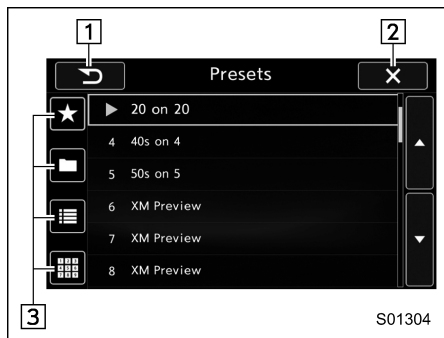 1
2
Presets
20 on 20
4 40s on 4
5 50s on 5
6 XM Preview
7 XM Preview
8 XM Preview
3
S01304